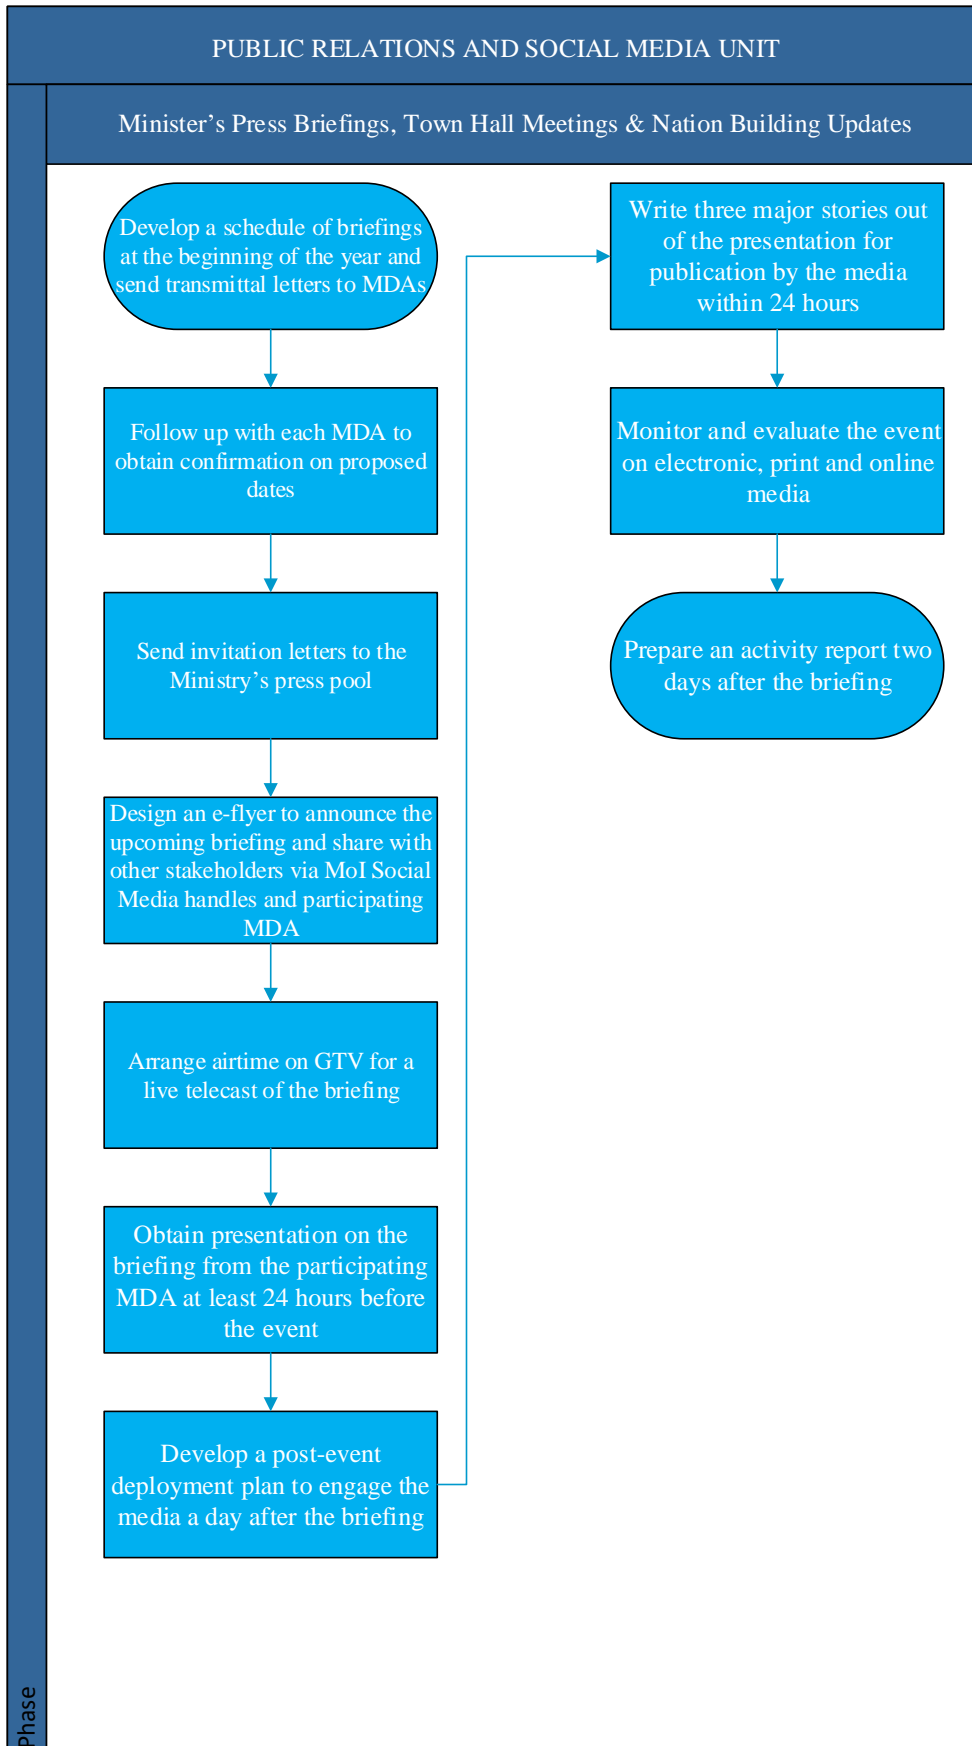 PUBLIC RELATIONS AND SOCIAL MEDIA UNIT
Minister’s Press Briefings, Town Hall Meetings & Nation Building Updates
Develop a schedule of briefings
at the beginning of the year and
send transmittal letters to MDAs
Follow up with each MDA to
obtain confirmation on proposed
dates
Send invitation letters to the
Ministry’s press pool
Design an e-flyer to announce the
upcoming briefing and share with
other stakeholders via MoI Social
Media handles and participating
MDA
Arrange airtime on GTV for a
live telecast of the briefing
Obtain presentation on the
briefing from the participating
MDA at least 24 hours before
the event
Develop a post-event
deployment plan to engage the
media a day after the briefing
Write three major stories out
of the presentation for
publication by the media
within 24 hours
Monitor and evaluate the event
on electronic, print and online
media
Prepare an activity report two
days after the briefing
Phase